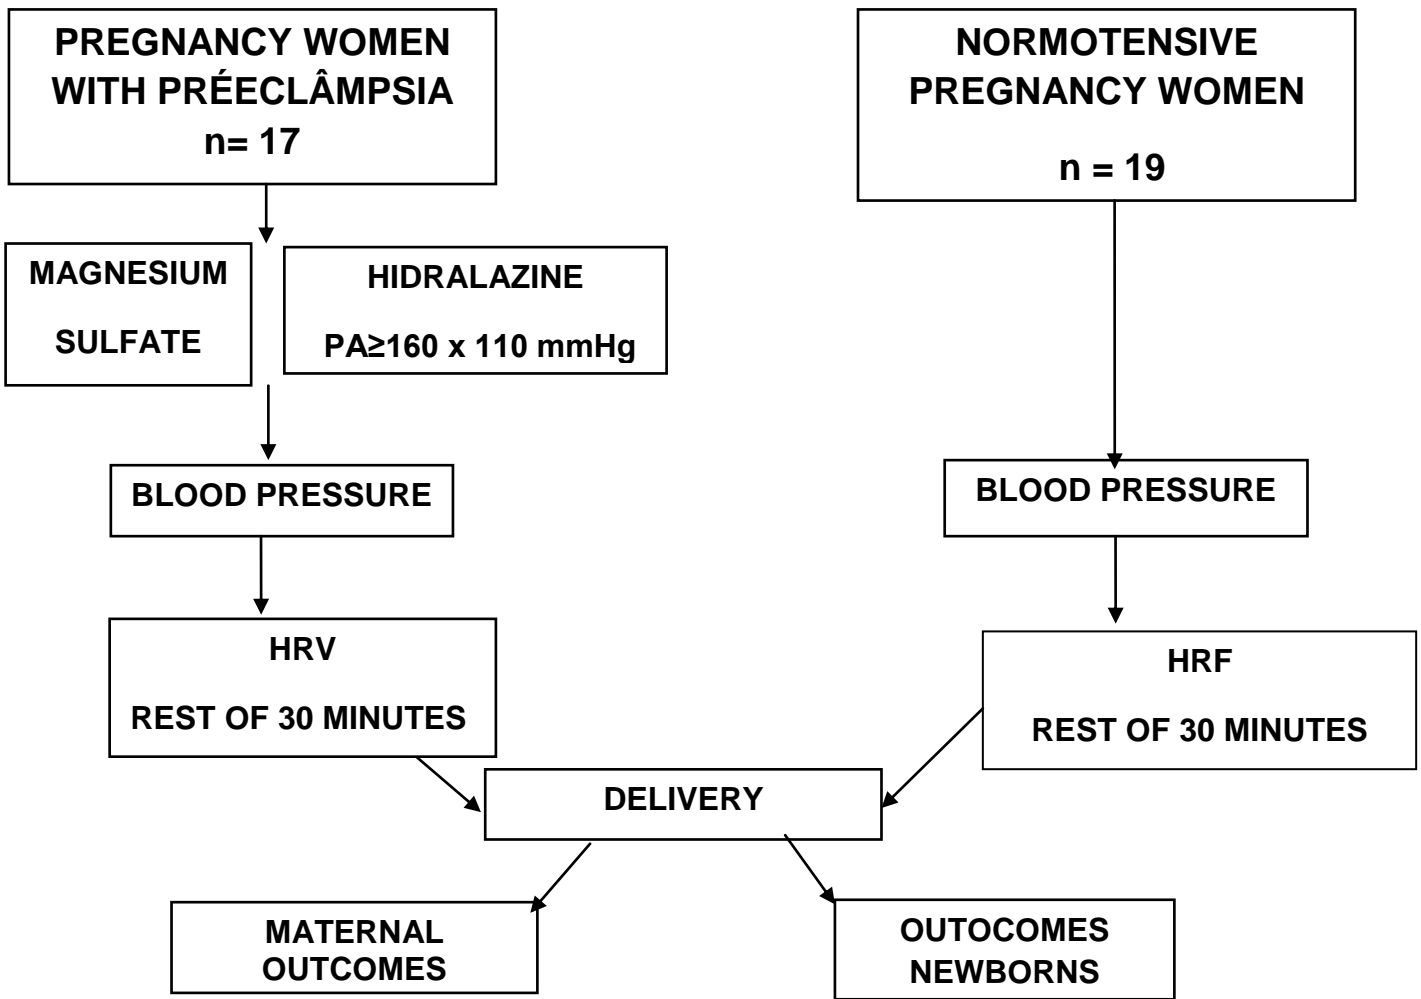 PREGNANCY WOMEN
WITH PRÉECLÂMPSIA
n= 17
NORMOTENSIVE
PREGNANCY WOMEN
n = 19
MAGNESIUM
SULFATE
HIDRALAZINE
PA≥160 x 110 mmHg
BLOOD PRESSURE
BLOOD PRESSURE
HRV
REST OF 30 MINUTES
HRF
REST OF 30 MINUTES
DELIVERY
MATERNAL
OUTCOMES
OUTOCOMES
NEWBORNS